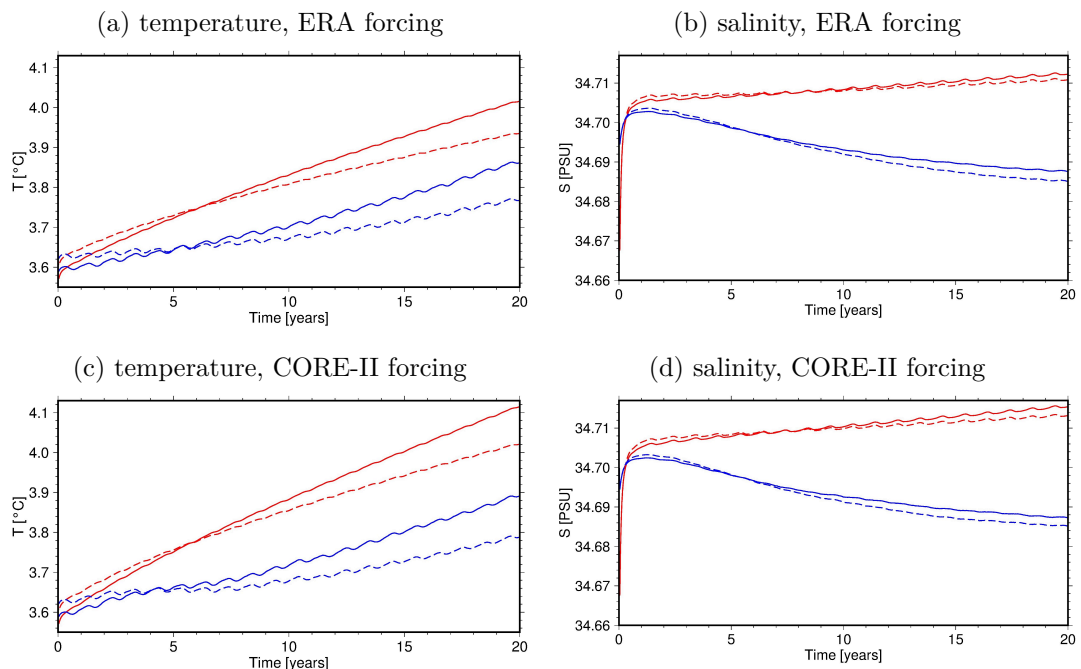 (a) temperature, ERA forcing
4.1
4.0
3.9
3.8
3.7
3.6
T [°C]
0 5 10 15 20
Time [years]
(b) salinity, ERA forcing
34.71
34.70
34.69
34.68
34.67
34.66
S [PSU]
0 5 10 15 20
Time [years]
(c) temperature, CORE-II forcing
4.1
4.0
3.9
3.8
3.7
3.6
T [°C]
0 5 10 15 20
Time [years]
(d) salinity, CORE-II forcing
34.71
34.70
34.69
34.68
34.67
34.66
S [PSU]
0 5 10 15 20
Time [years]